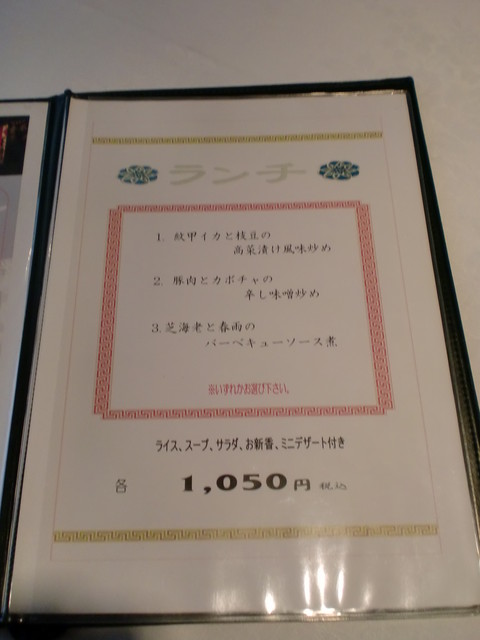 ランチ
1. 紋甲イカと枝豆の
高菜漬け風味炒め
2. 豚肉とカボチャの
辛し味噌炒め
3.芝海老と春雨の
バーベキューソース煮
※いずれかお選び下さい。
ライス、スープ、サラダ、お新香、ミニデザート付き
各 1,050円 税込